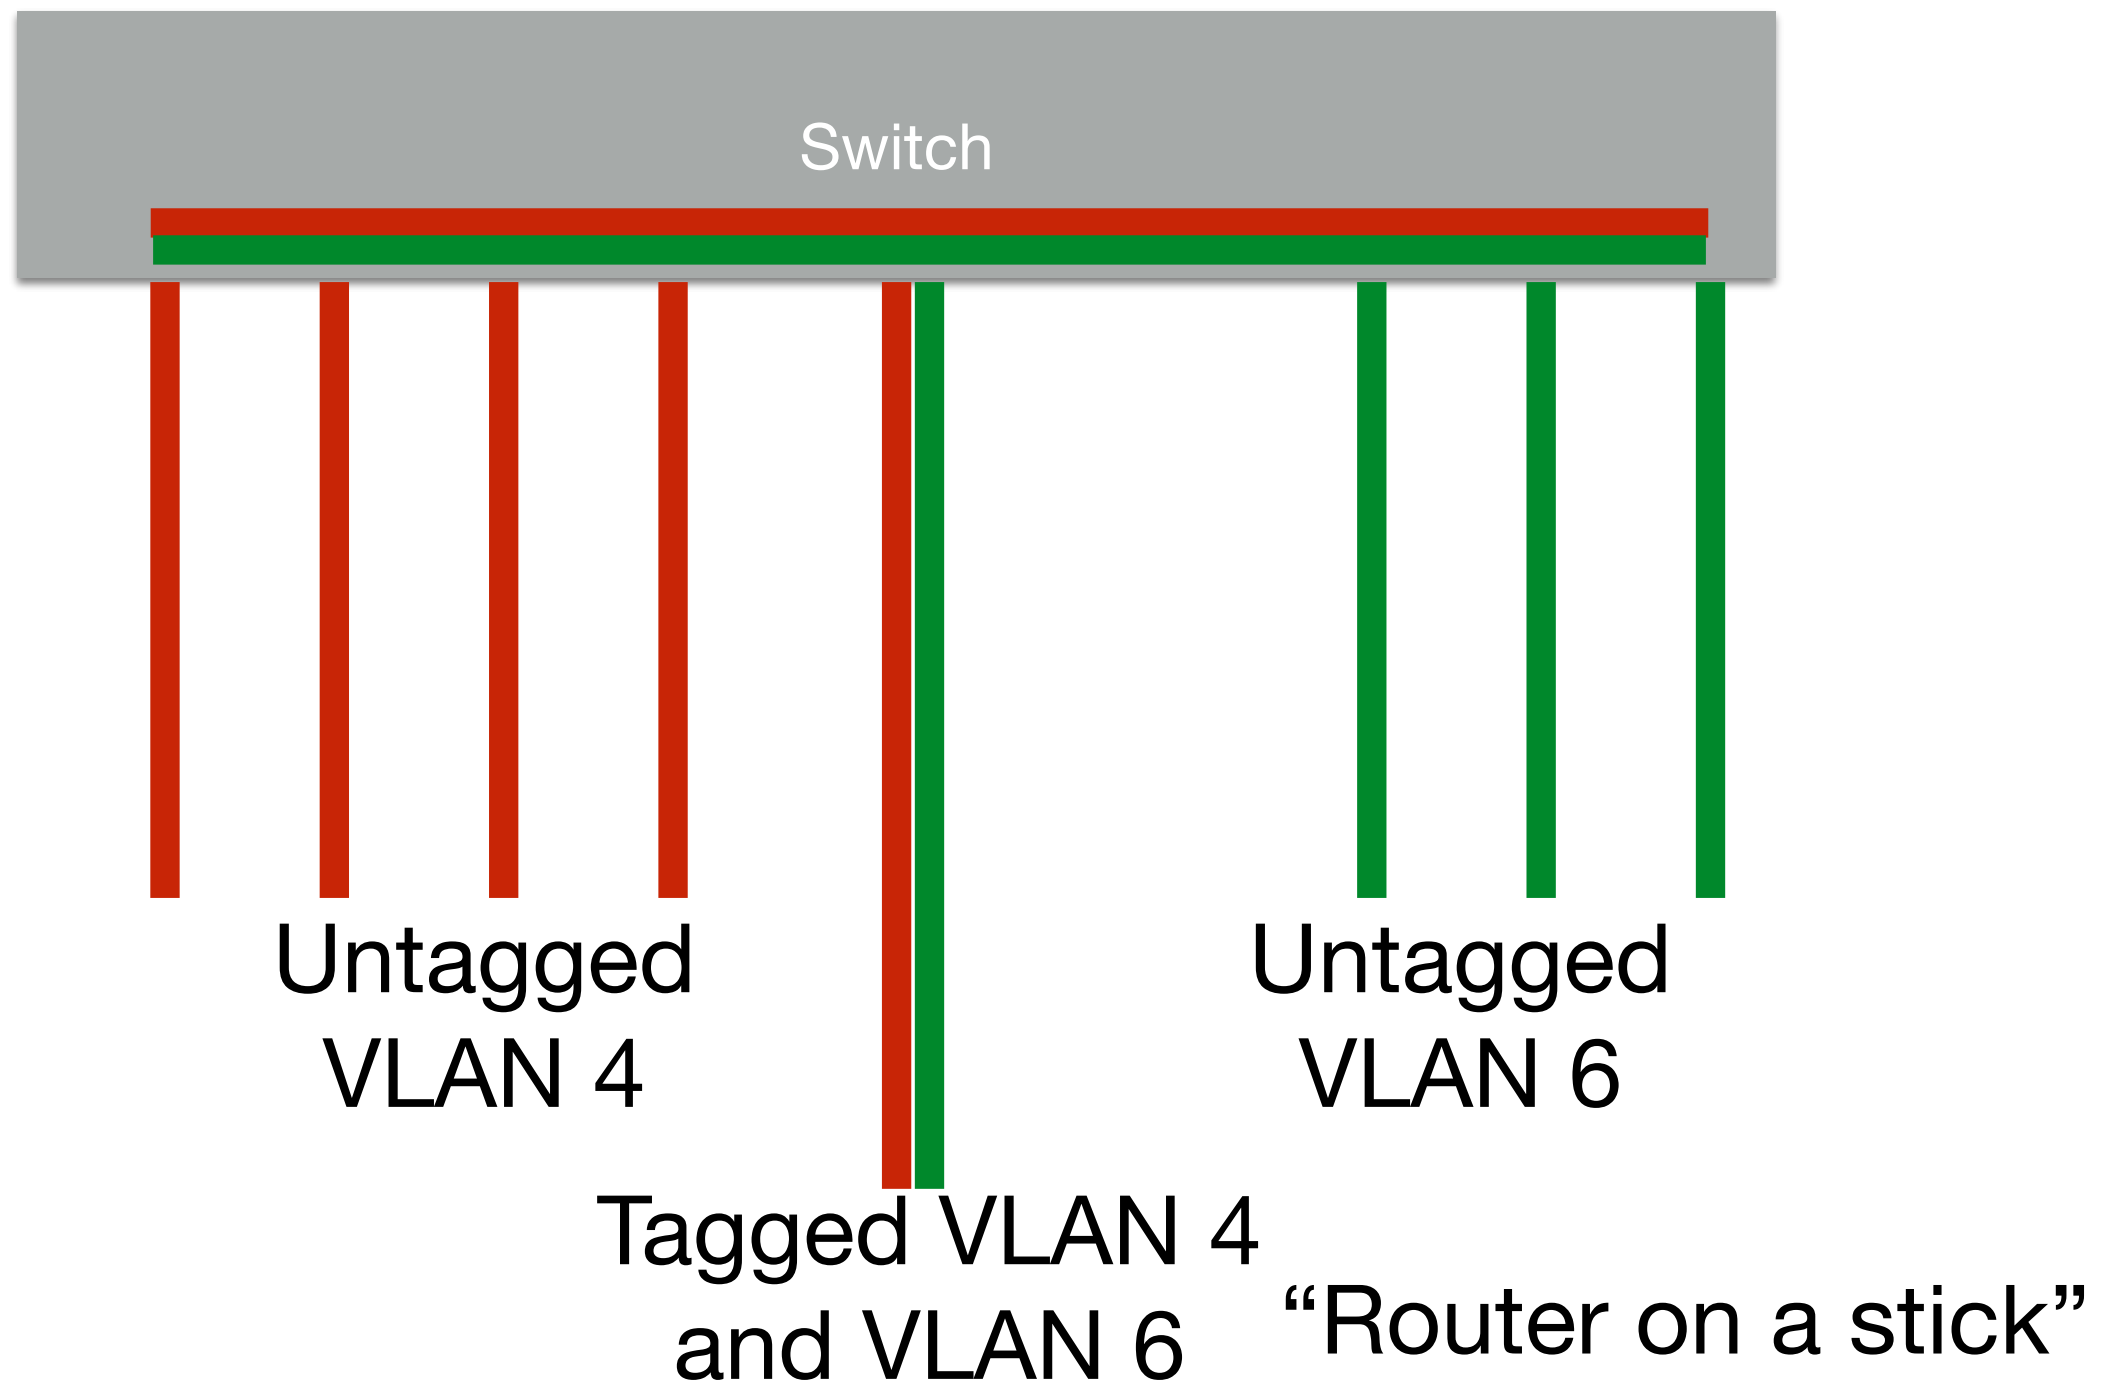 Switch
Untagged
VLAN 4
Untagged
VLAN 6
Tagged VLAN 4
and VLAN 6
“Router on a stick”